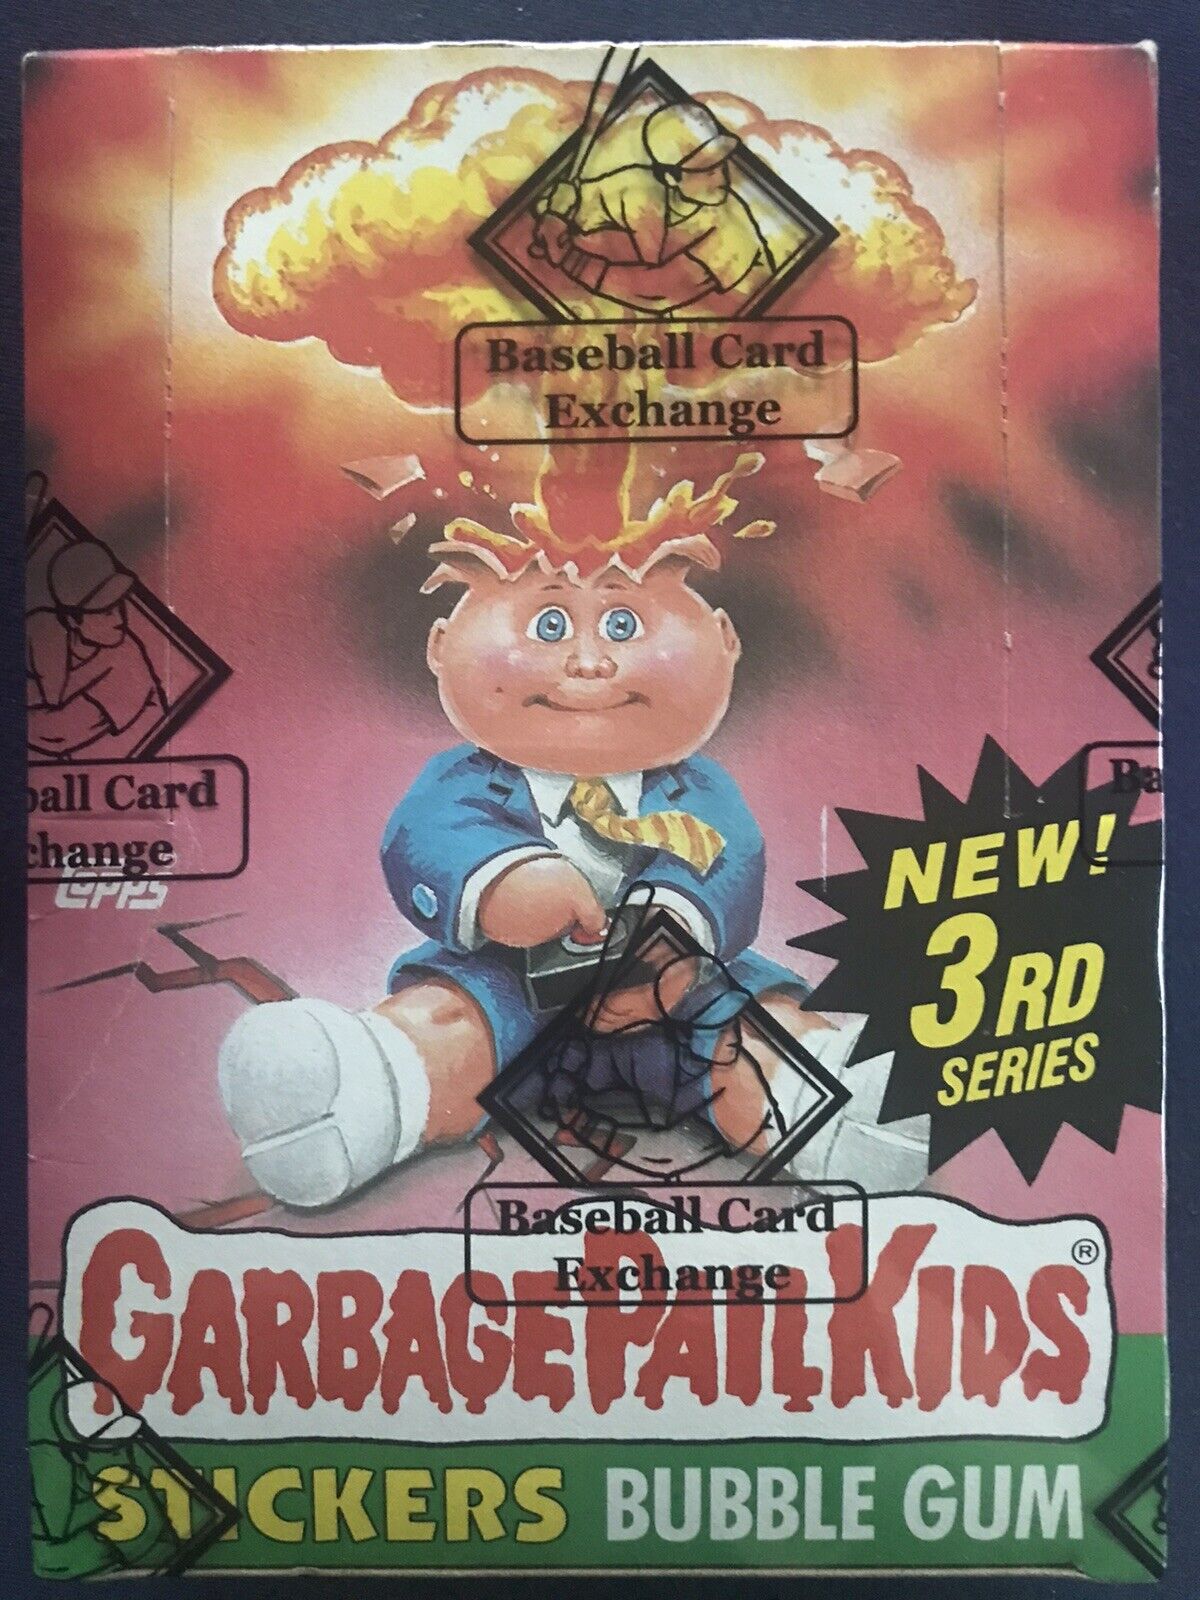 Baseball Card
Exchange
ball Card
change
Ba
topps
NEW!
3RD
SERIES
Baseball Card
Exchange
GARBAGE PAIL KIDS®
STICKERS BUBBLE GUM